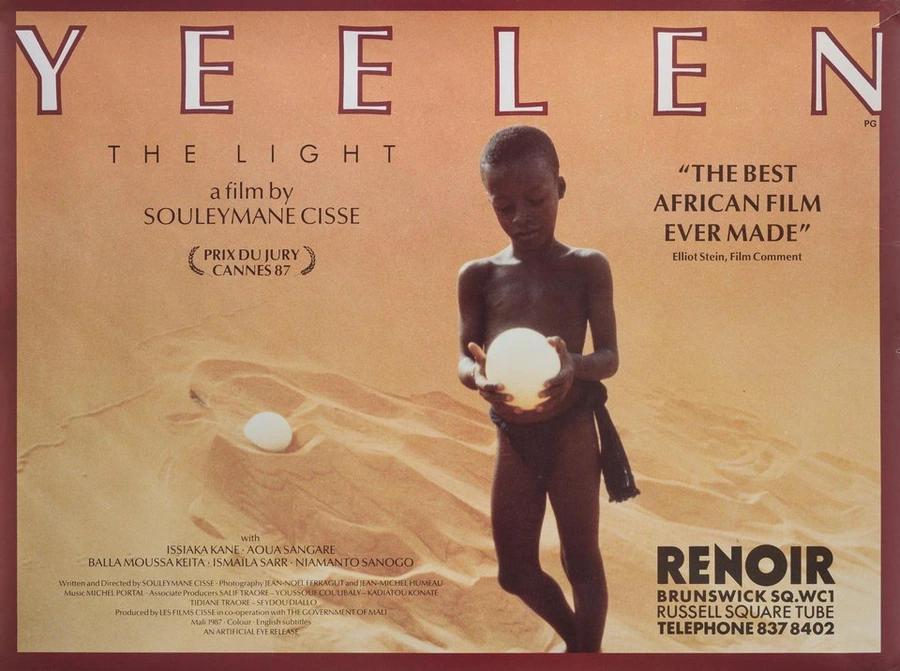 YEELEN
PG
THE LIGHT
a film by
SOULEYMANE CISSE
PRIX DU JURY
CANNES 87
“THE BEST
AFRICAN FILM
EVER MADE”
Elliot Stein, Film Comment
with
ISSIAKA KANE · AOUA SANGARE
BALLA MOUSSA KEITA · ISMAILA SARR · NIAMANTO SANOGO
Written and Directed by SOULEYMANE CISSE · Photography JEAN-NOEL FERRAGUT and JEAN-MICHEL HUMEAU
Music MICHEL PORTAL · Associate Producers SALIF TRAORE – YOUSSOUF COULIBALY – KADIATOU KONATE
TIDIANE TRAORE – SEYDOU DIALLO
Produced by LES FILMS CISSE in co-operation with THE GOVERNMENT OF MALI
Mali 1987 · Colour · English subtitles
AN ARTIFICIAL EYE RELEASE
RENOIR
BRUNSWICK SQ.WC1
RUSSELL SQUARE TUBE
TELEPHONE 837 8402